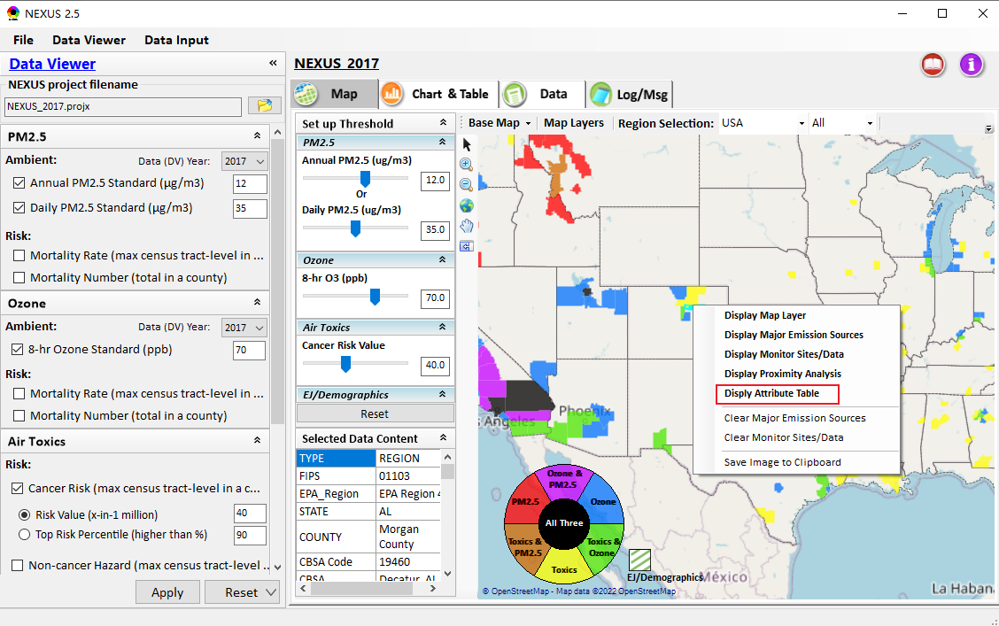 NEXUS 2.5
File Data Viewer Data Input
Data Viewer «
NEXUS project filename
NEXUS_2017.projx
PM2.5
Ambient: Data (DV) Year: 2017
Annual PM2.5 Standard (µg/m3) 12
Daily PM2.5 Standard (µg/m3) 35
Risk:
Mortality Rate (max census tract-level in ...
Mortality Number (total in a county)
Ozone
Ambient: Data (DV) Year: 2017
8-hr Ozone Standard (ppb) 70
Risk:
Mortality Rate (max census tract-level in ...
Mortality Number (total in a county)
Air Toxics
Risk:
Cancer Risk (max census tract-level in a c...
Risk Value (x-in-1 million) 40
Top Risk Percentile (higher than %) 90
Non-cancer Hazard (max census tract-level ..
Apply Reset
NEXUS_2017
Map Chart & Table Data Log/Msg
Set up Threshold
PM2.5
Annual PM2.5 (ug/m3)
12.0
Or
Daily PM2.5 (ug/m3)
35.0
Ozone
8-hr O3 (ppb)
70.0
Air Toxics
Cancer Risk Value
40.0
EJ/Demographics
Reset
Selected Data Content
TYPE REGION
FIPS 01103
EPA_Region EPA Region 4
STATE AL
COUNTY Morgan County
CBSA Code 19460
CBSA Decatur, AL
Base Map Map Layers Region Selection: USA All
Display Map Layer
Display Major Emission Sources
Display Monitor Sites/Data
Display Proximity Analysis
Disply Attribute Table
Clear Major Emission Sources
Clear Monitor Sites/Data
Save Image to Clipboard
Phoenix
s Angeles
Ozone & PM2.5
PM2.5
Ozone
All Three
Toxics & PM2.5
Toxics & Ozone
Toxics
EJ/Demographics
México
La Habana
© OpenStreetMap - Map data ©2022 OpenStreetMap